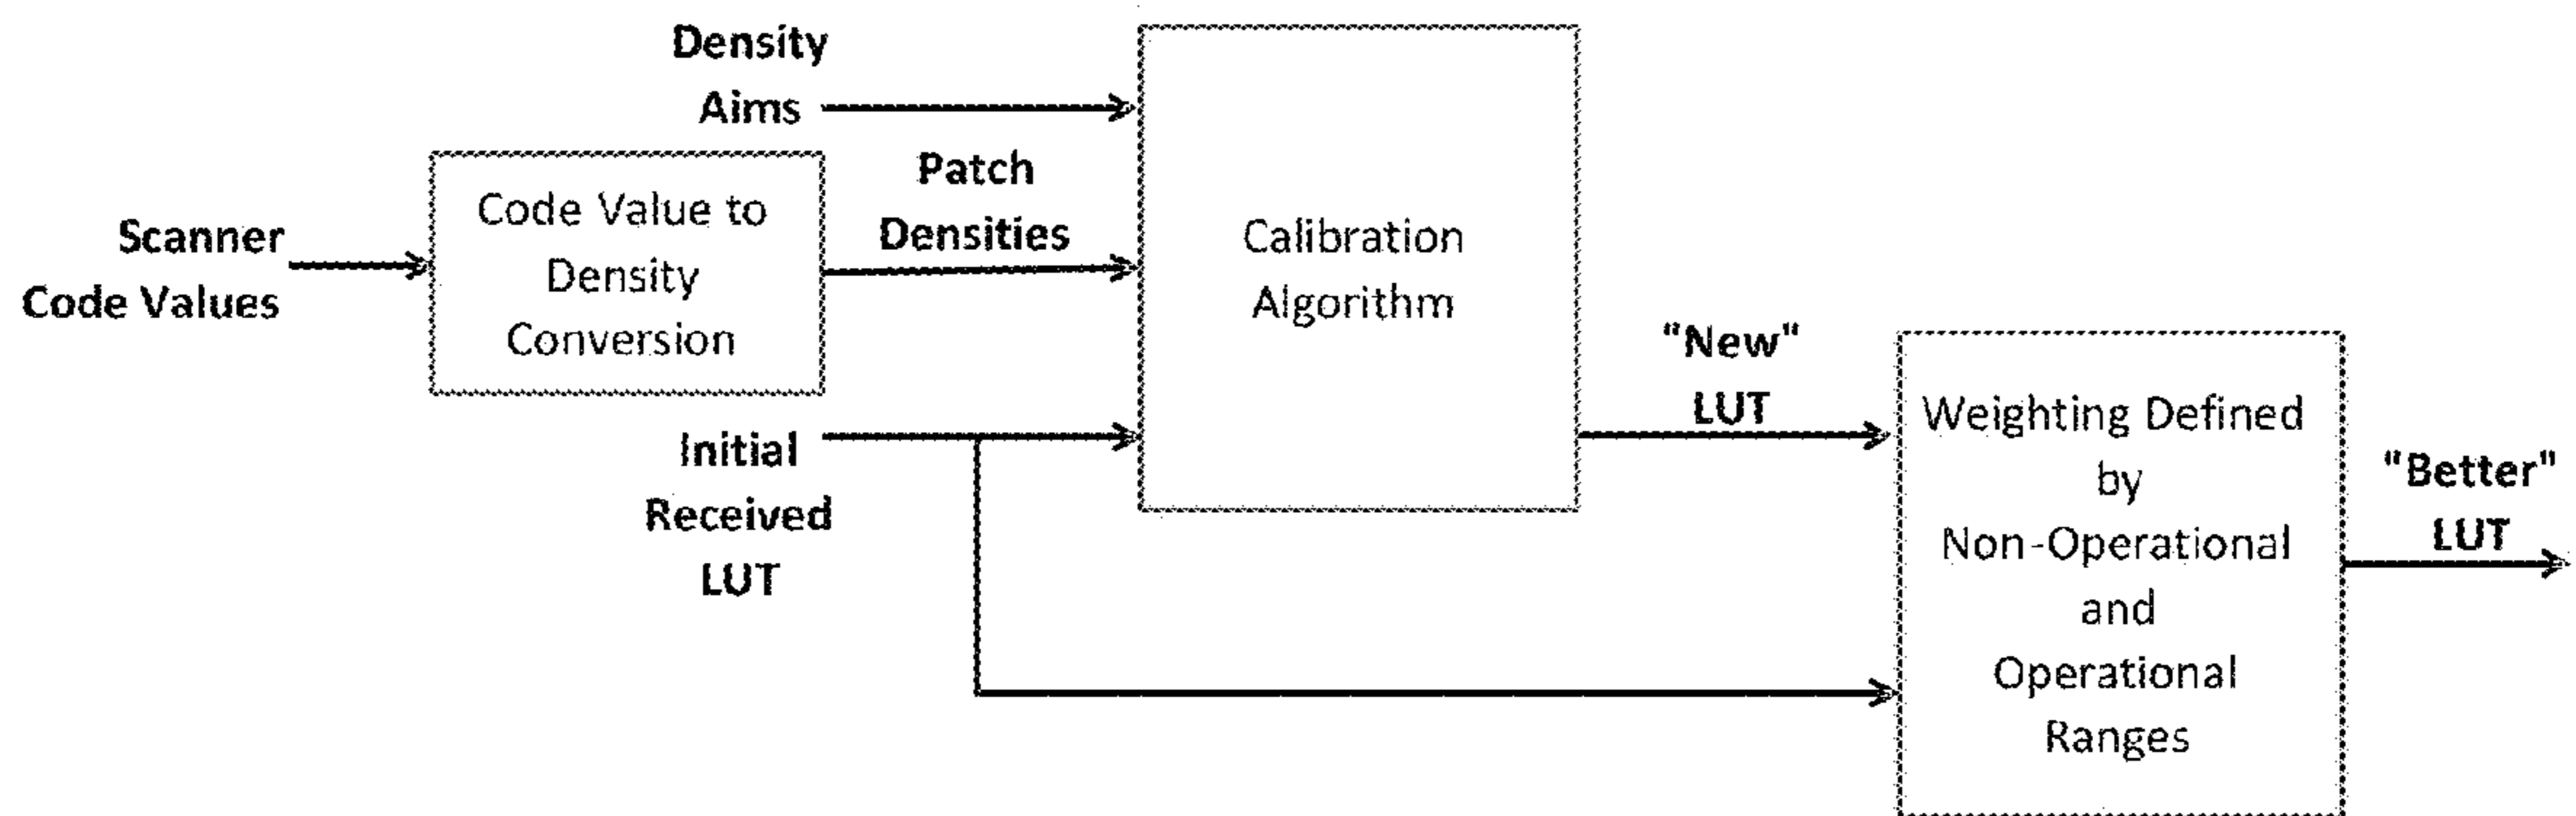 Density
Aims
Scanner
Code Values
Code Value to
Density
Conversion
Patch
Densities
Initial
Received
LUT
Calibration
Algorithm
"New"
LUT
Weighting Defined
by
Non-Operational
and
Operational
Ranges
"Better"
LUT